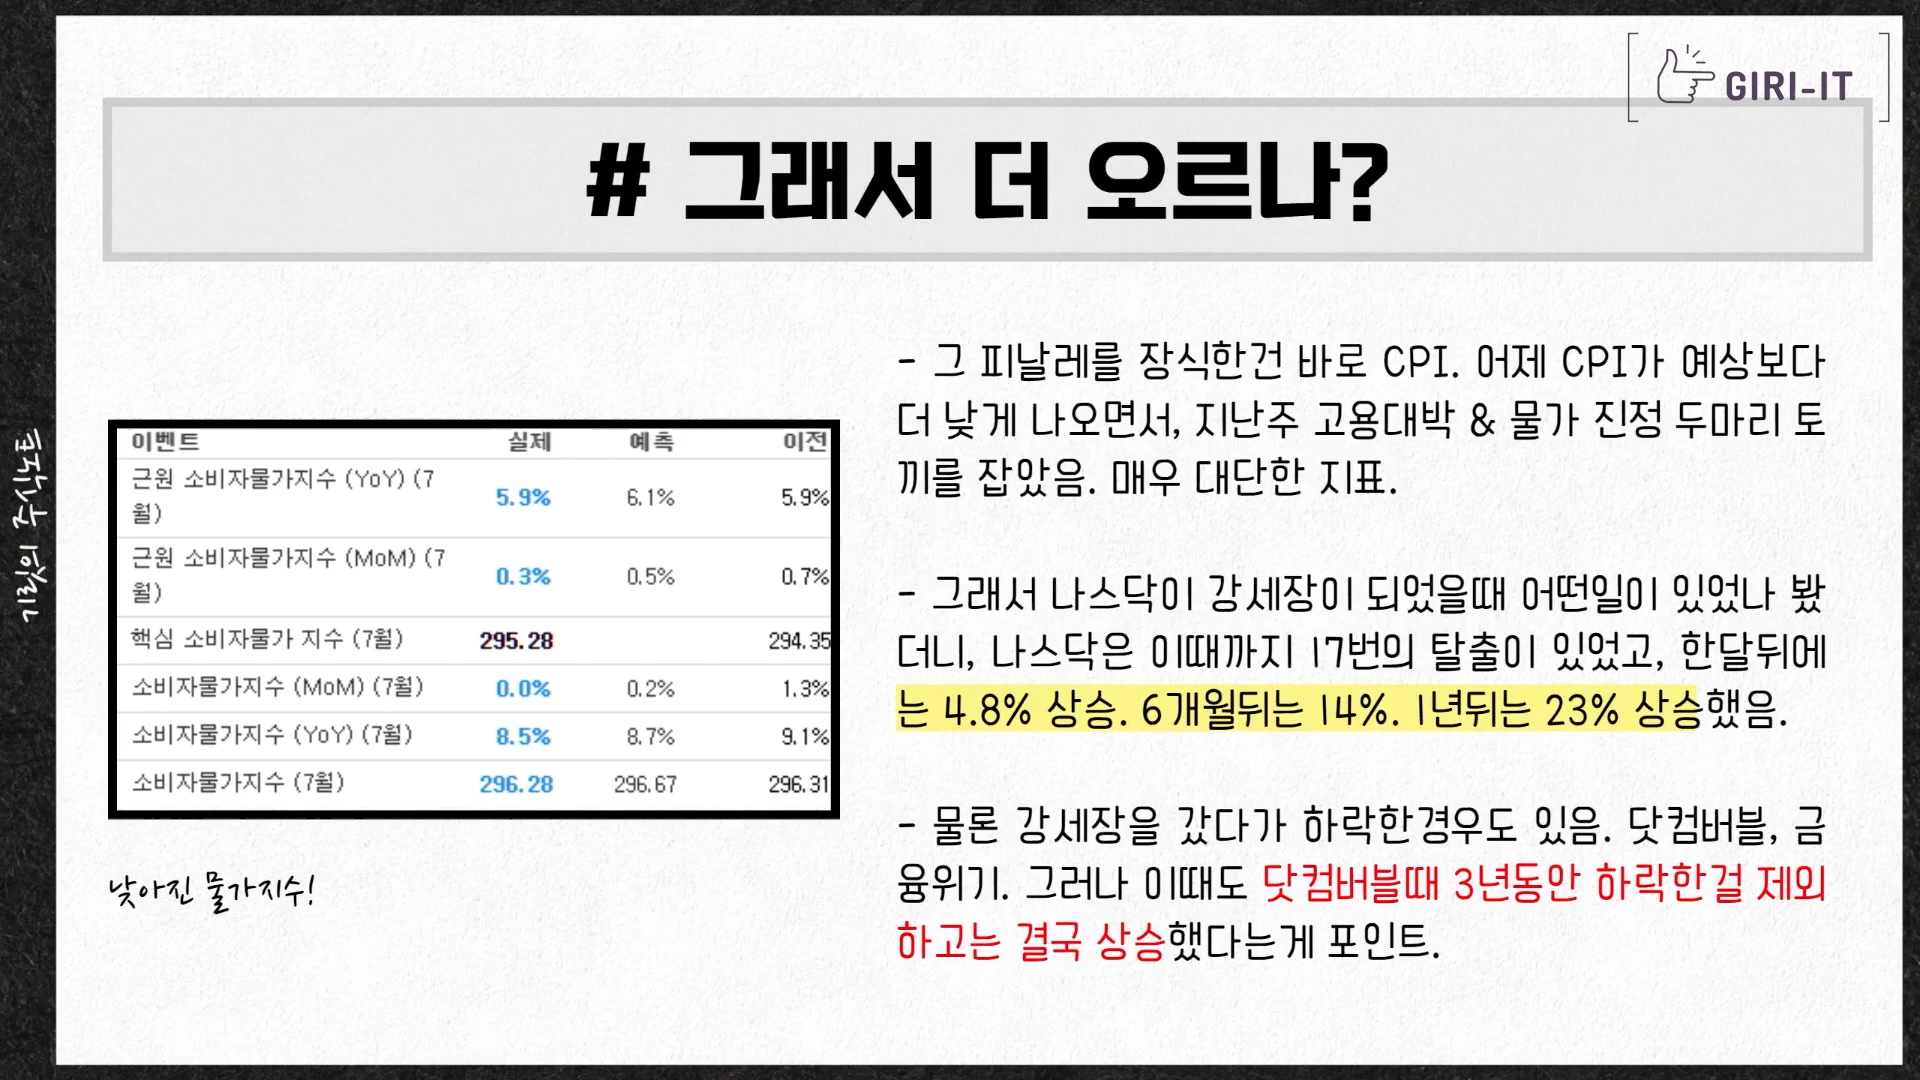 GIRI-IT
# 그래서 더 오르나?
기릿의 주식노트
이벤트 실제 예측 이전
근원 소비자물가지수 (YoY) (7
월) 5.9% 6.1% 5.9%
근원 소비자물가지수 (MoM) (7
월) 0.3% 0.5% 0.7%
핵심 소비자물가 지수 (7월) 295.28 294.35
소비자물가지수 (MoM) (7월) 0.0% 0.2% 1.3%
소비자물가지수 (YoY) (7월) 8.5% 8.7% 9.1%
소비자물가지수 (7월) 296.28 296.67 296.31
낮아진 물가지수!
- 그 피날레를 장식한건 바로 CPI. 어제 CPI가 예상보다
더 낮게 나오면서, 지난주 고용대박 & 물가 진정 두마리 토
끼를 잡았음. 매우 대단한 지표.
- 그래서 나스닥이 강세장이 되었을때 어떤일이 있었나 봤
더니, 나스닥은 이때까지 17번의 탈출이 있었고, 한달뒤에
는 4.8% 상승. 6개월뒤는 14%. 1년뒤는 23% 상승했음.
- 물론 강세장을 갔다가 하락한경우도 있음. 닷컴버블, 금
융위기. 그러나 이때도 닷컴버블때 3년동안 하락한걸 제외
하고는 결국 상승했다는게 포인트.